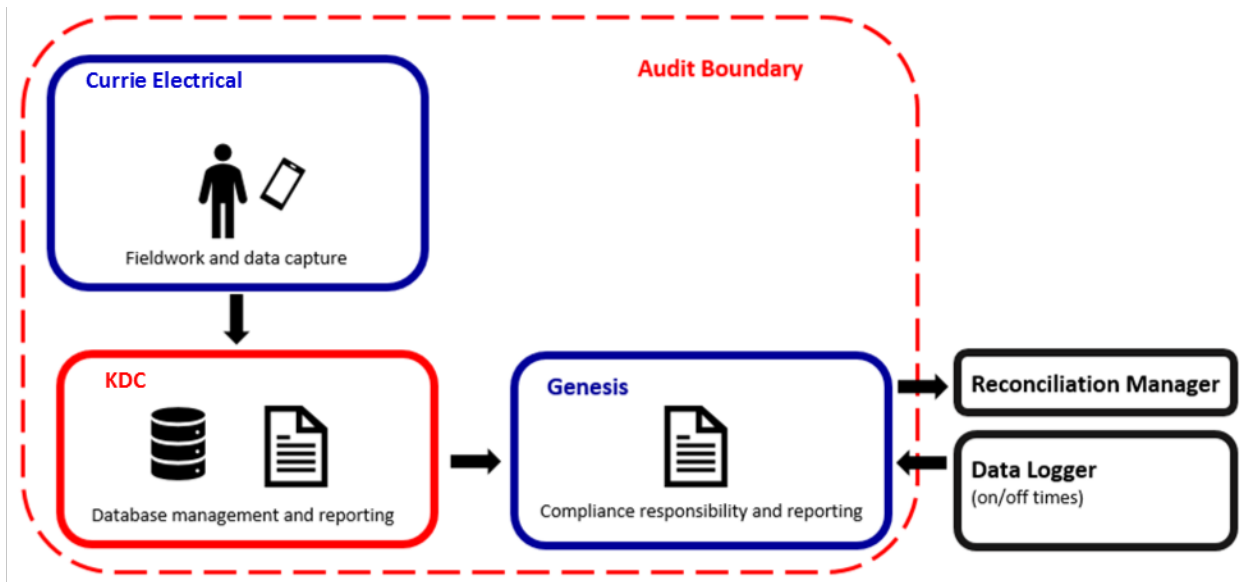 Currie Electrical
Audit Boundary
Fieldwork and data capture
KDC
Database management and reporting
Genesis
Compliance responsibility and reporting
Reconciliation Manager
Data Logger
(on/off times)